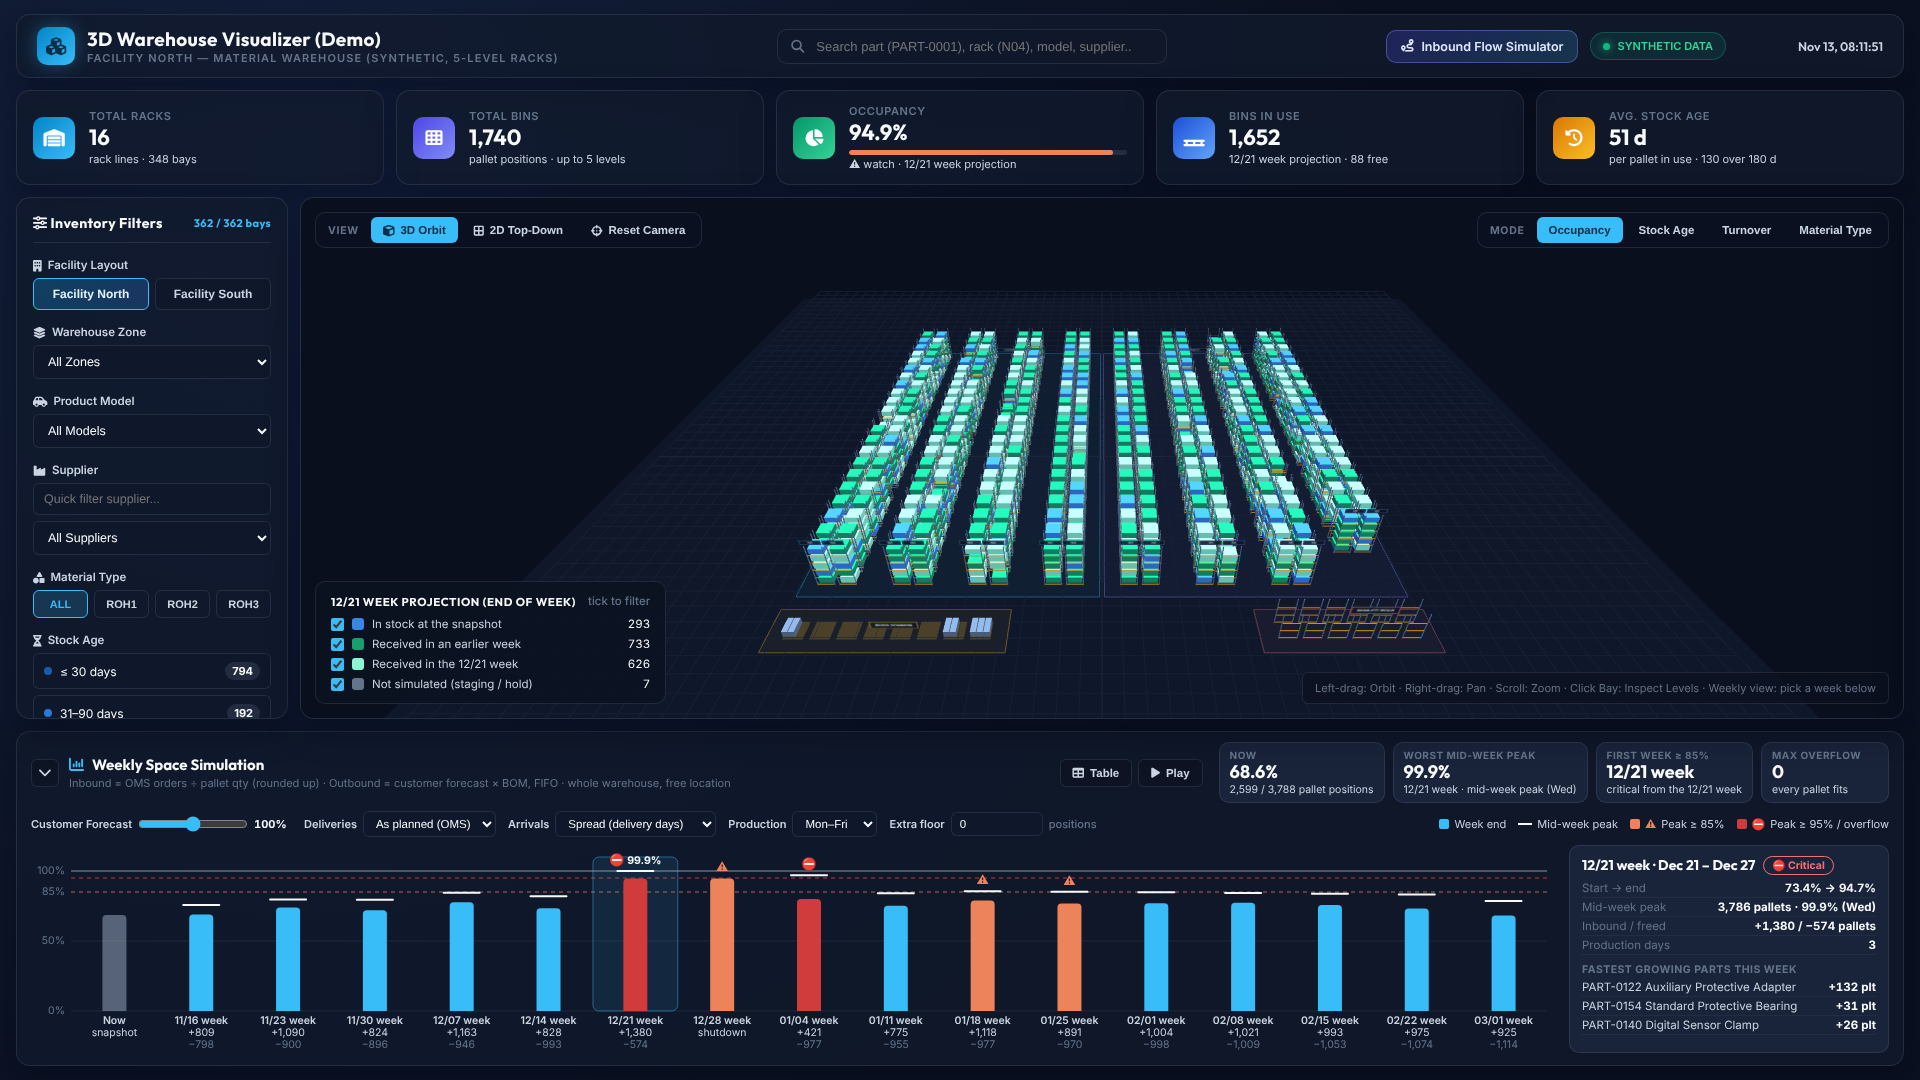 3D Warehouse Visualizer (Demo)
FACILITY NORTH — MATERIAL WAREHOUSE (SYNTHETIC, 5-LEVEL RACKS)
Search part (PART-0001), rack (N04), model, supplier..
Inbound Flow Simulator
SYNTHETIC DATA
Nov 13, 08:11:51
TOTAL RACKS
16
rack lines · 348 bays
TOTAL BINS
1,740
pallet positions · up to 5 levels
OCCUPANCY
94.9%
watch · 12/21 week projection
BINS IN USE
1,652
12/21 week projection · 88 free
AVG. STOCK AGE
51 d
per pallet in use · 130 over 180 d
Inventory Filters
362 / 362 bays
Facility Layout
Facility North
Facility South
Warehouse Zone
All Zones
Product Model
All Models
Supplier
Quick filter supplier...
All Suppliers
Material Type
ALL
ROH1
ROH2
ROH3
Stock Age
≤ 30 days
794
31–90 days
192
VIEW
3D Orbit
2D Top-Down
Reset Camera
MODE
Occupancy
Stock Age
Turnover
Material Type
12/21 WEEK PROJECTION (END OF WEEK)
tick to filter
In stock at the snapshot
293
Received in an earlier week
733
Received in the 12/21 week
626
Not simulated (staging / hold)
7
Left-drag: Orbit · Right-drag: Pan · Scroll: Zoom · Click Bay: Inspect Levels · Weekly view: pick a week below
Weekly Space Simulation
Inbound = OMS orders ÷ pallet qty (rounded up) · Outbound = customer forecast × BOM, FIFO · whole warehouse, free location
Table
Play
NOW
68.6%
2,599 / 3,788 pallet positions
WORST MID-WEEK PEAK
99.9%
12/21 week · mid-week peak (Wed)
FIRST WEEK ≥ 85%
12/21 week
critical from the 12/21 week
MAX OVERFLOW
0
every pallet fits
Customer Forecast
100%
Deliveries
As planned (OMS)
Arrivals
Spread (delivery days)
Production
Mon–Fri
Extra floor
0
positions
Week end
Mid-week peak
Peak ≥ 85%
Peak ≥ 95% / overflow
100%
85%
50%
0%
99.9%
Now
snapshot
11/16 week
+809
−798
11/23 week
+1,090
−900
11/30 week
+824
−896
12/07 week
+1,163
−946
12/14 week
+828
−993
12/21 week
+1,380
−574
12/28 week
shutdown
01/04 week
+421
−977
01/11 week
+775
−955
01/18 week
+1,118
−977
01/25 week
+891
−970
02/01 week
+1,004
−998
02/08 week
+1,021
−1,009
02/15 week
+993
−1,053
02/22 week
+975
−1,074
03/01 week
+925
−1,114
12/21 week · Dec 21 – Dec 27
Critical
Start → end
73.4% → 94.7%
Mid-week peak
3,786 pallets · 99.9% (Wed)
Inbound / freed
+1,380 / −574 pallets
Production days
3
FASTEST GROWING PARTS THIS WEEK
PART-0122 Auxiliary Protective Adapter
+132 plt
PART-0154 Standard Protective Bearing
+31 plt
PART-0140 Digital Sensor Clamp
+26 plt